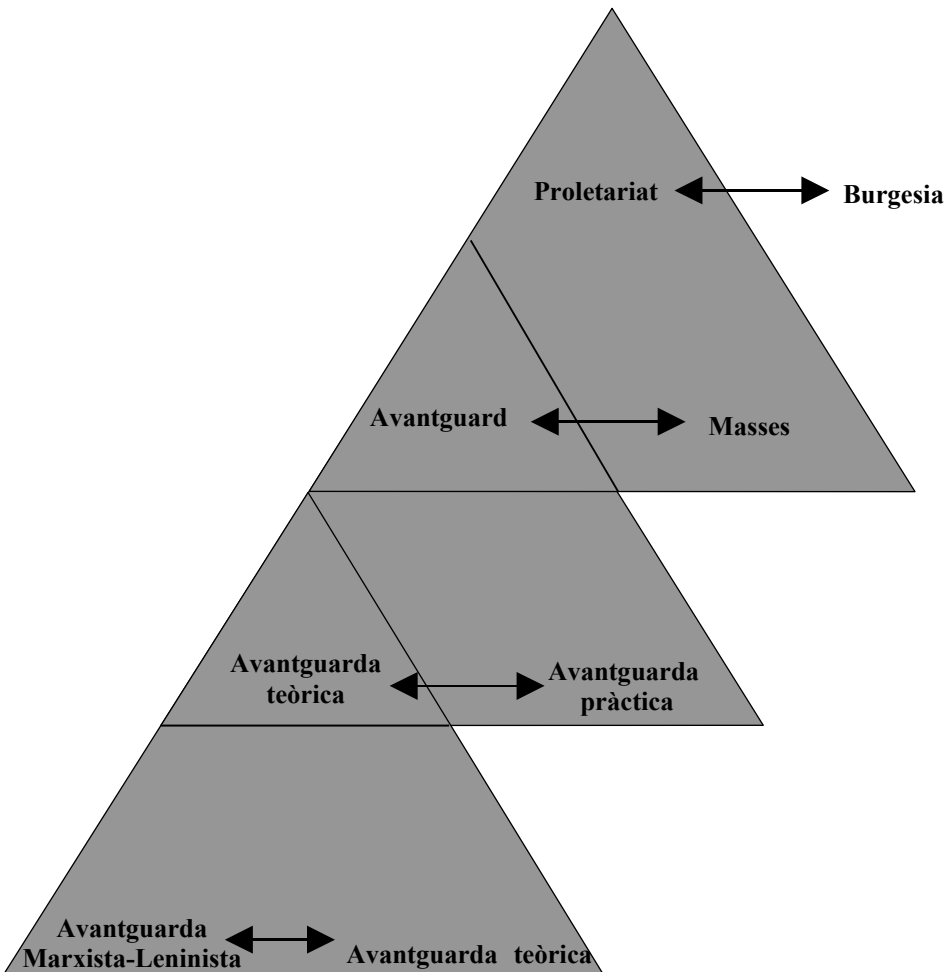 Proletariat
Burgesia
Avantguard
Masses
Avantguarda
teòrica
Avantguarda
pràctica
Avantguarda
Marxista-Leninista
Avantguarda teòrica